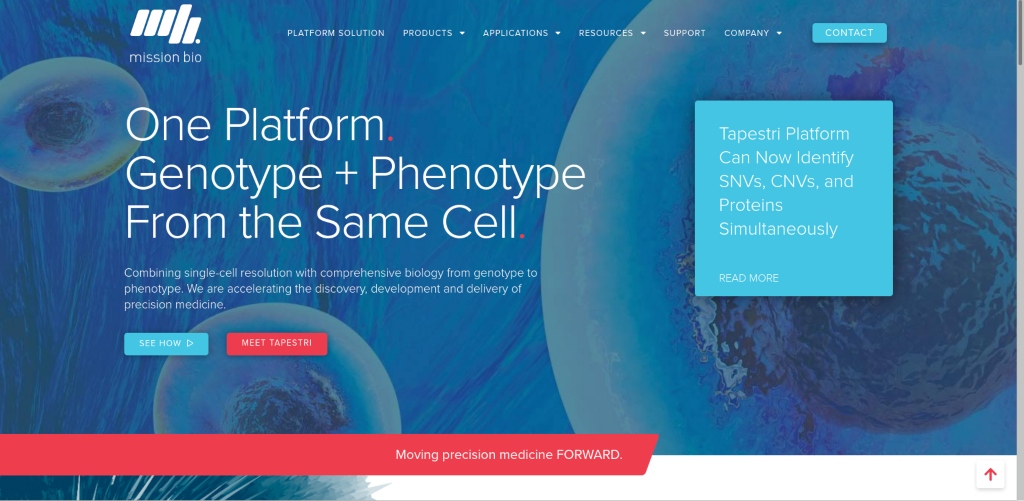 mission bio
PLATFORM SOLUTION PRODUCTS APPLICATIONS RESOURCES SUPPORT COMPANY CONTACT
One Platform.
Genotype + Phenotype
From the Same Cell.
Combining single-cell resolution with comprehensive biology from genotype to
phenotype. We are accelerating the discovery, development and delivery of
precision medicine.
SEE HOW MEET TAPESTRI
Tapestri Platform
Can Now Identify
SNVs, CNVs, and
Proteins
Simultaneously
READ MORE
Moving precision medicine FORWARD.